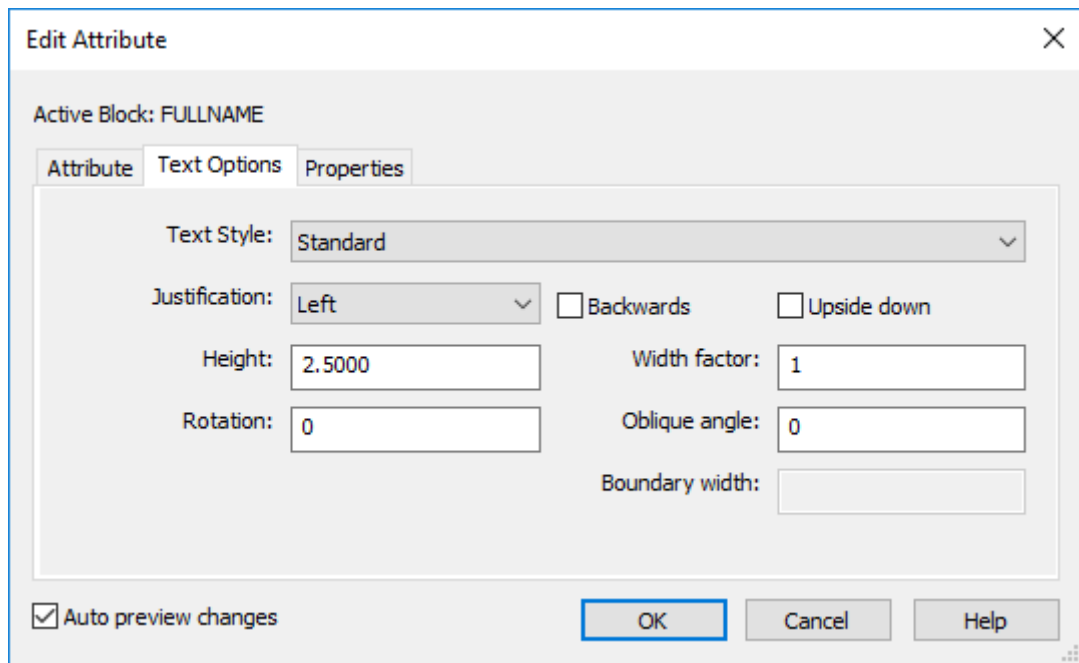 Edit Attribute
Active Block: FULLNAME
Attribute Text Options Properties
Text Style: Standard
Justification: Left Backwards Upside down
Height: 2.5000 Width factor: 1
Rotation: 0 Oblique angle: 0
Boundary width:
Auto preview changes OK Cancel Help